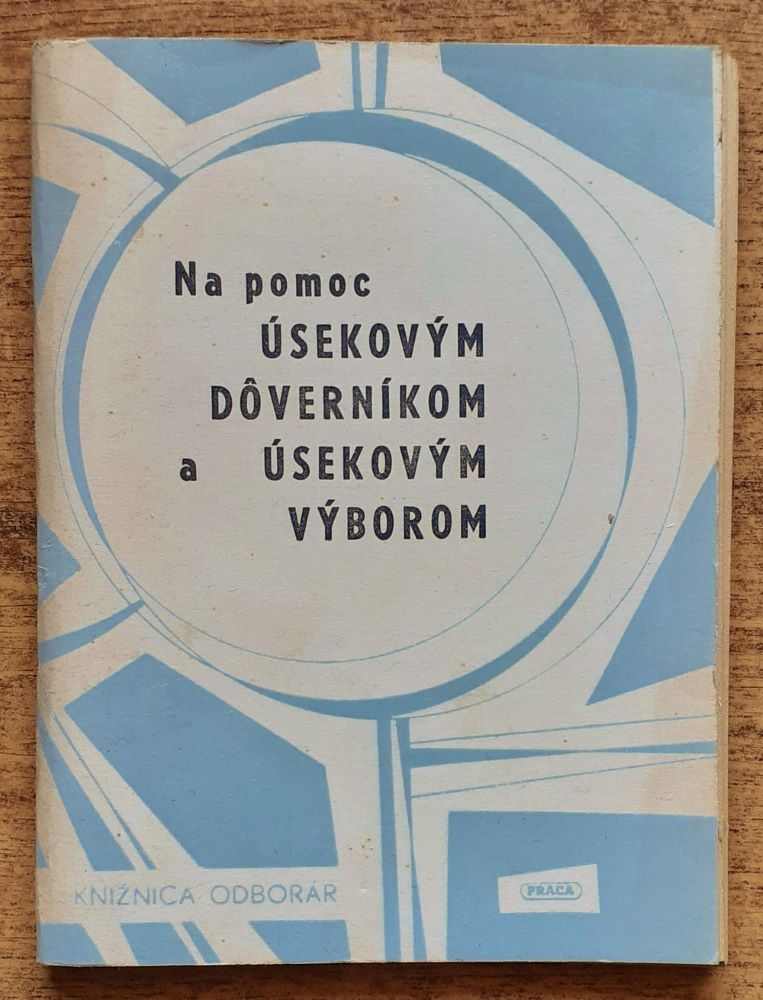 Na pomoc
ÚSEKOVÝM
DÔVERNÍKOM
a ÚSEKOVÝM
VÝBOROM
KNIŽNICA ODBORÁR
PRÁCA